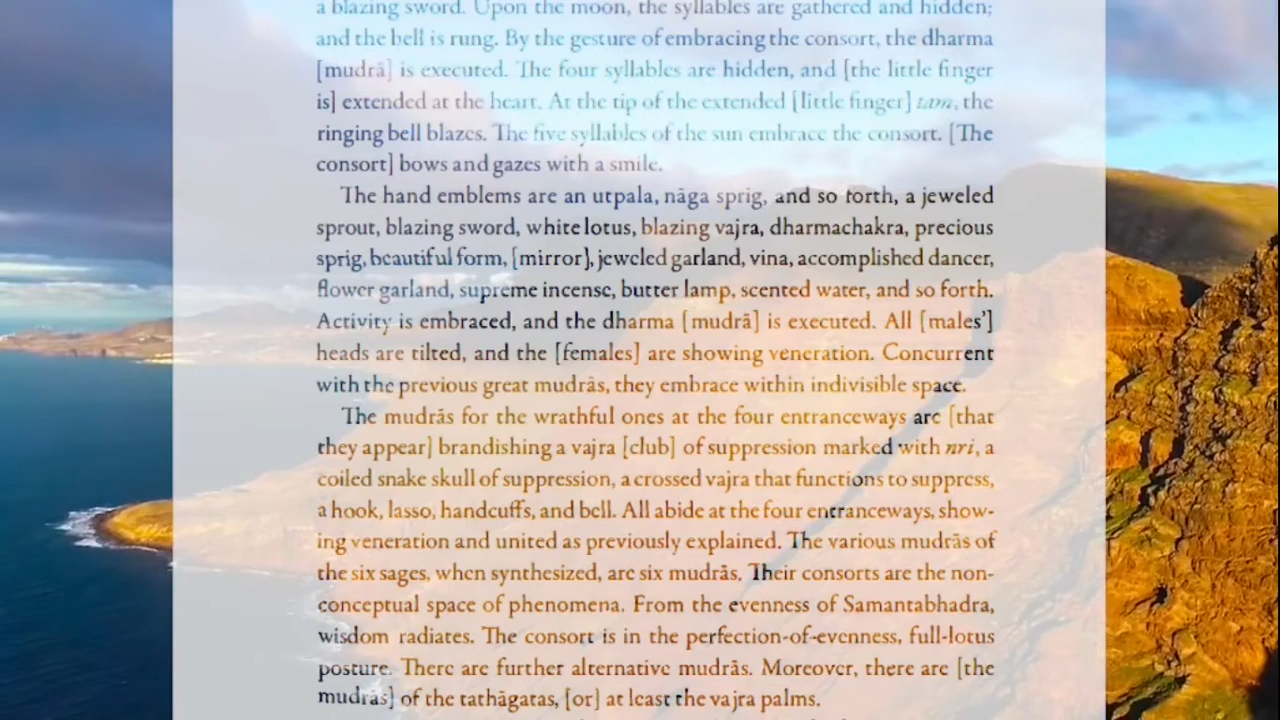 a blazing sword. Upon the moon, the syllables are gathered and hidden;
and the bell is rung. By the gesture of embracing the consort, the dharma
[mudrā] is executed. The four syllables are hidden, and [the little finger
is] extended at the heart. At the tip of the extended [little finger] tam, the
ringing bell blazes. The five syllables of the sun embrace the consort. [The
consort] bows and gazes with a smile.
The hand emblems are an utpala, nāga sprig, and so forth, a jeweled
sprout, blazing sword, white lotus, blazing vajra, dharmachakra, precious
sprig, beautiful form, [mirror], jeweled garland, vina, accomplished dancer,
flower garland, supreme incense, butter lamp, scented water, and so forth.
Activity is embraced, and the dharma [mudrā] is executed. All [males']
heads are tilted, and the [females] are showing veneration. Concurrent
with the previous great mudrās, they embrace within indivisible space.
The mudrās for the wrathful ones at the four entranceways are [that
they appear] brandishing a vajra [club] of suppression marked with nri, a
coiled snake skull of suppression, a crossed vajra that functions to suppress,
a hook, lasso, handcuffs, and bell. All abide at the four entranceways, show-
ing veneration and united as previously explained. The various mudrās of
the six sages, when synthesized, are six mudrās. Their consorts are the non-
conceptual space of phenomena. From the evenness of Samantabhadra,
wisdom radiates. The consort is in the perfection-of-evenness, full-lotus
posture. There are further alternative mudrās. Moreover, there are [the
mudrās] of the tathāgatas, [or] at least the vajra palms.